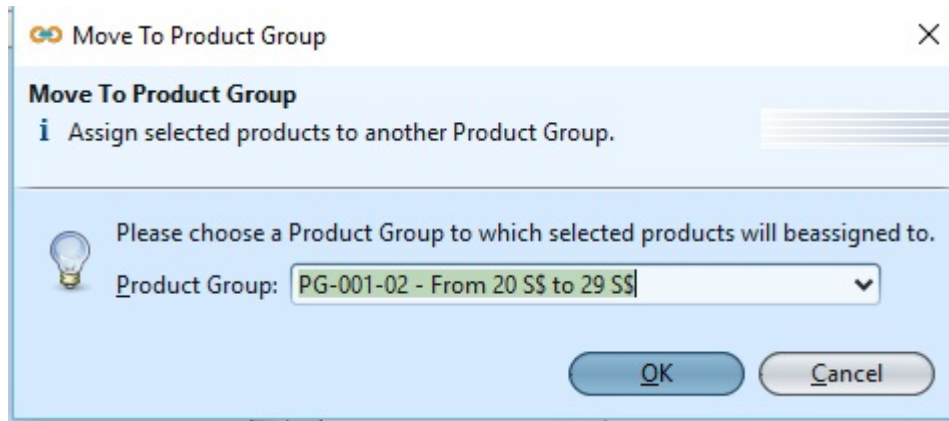 Move To Product Group
Move To Product Group
i Assign selected products to another Product Group.
Please choose a Product Group to which selected products will beassigned to.
Product Group: PG-001-02 - From 20 S$ to 29 S$
OK Cancel